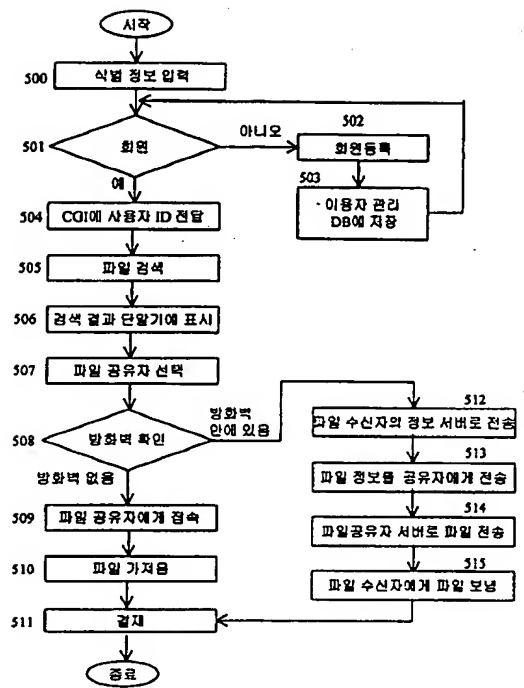 시작
500
식별 정보 입력
501
회원
아니오
502
회원등록
503
이용자 관리
DB에 저장
예
504
CGI에 사용자 ID 전달
505
파일 검색
506
검색 결과 단말기에 표시
507
파일 공유자 선택
508
방화벽 확인
방화벽
안에 있음
방화벽 없음
509
파일 공유자에게 접속
510
파일 가져옴
511
결재
종료
512
파일 수신자의 정보 서버로 전송
513
파일 정보를 공유자에게 전송
514
파일공유자 서버로 파일 전송
515
파일 수신자에게 파일 보냄